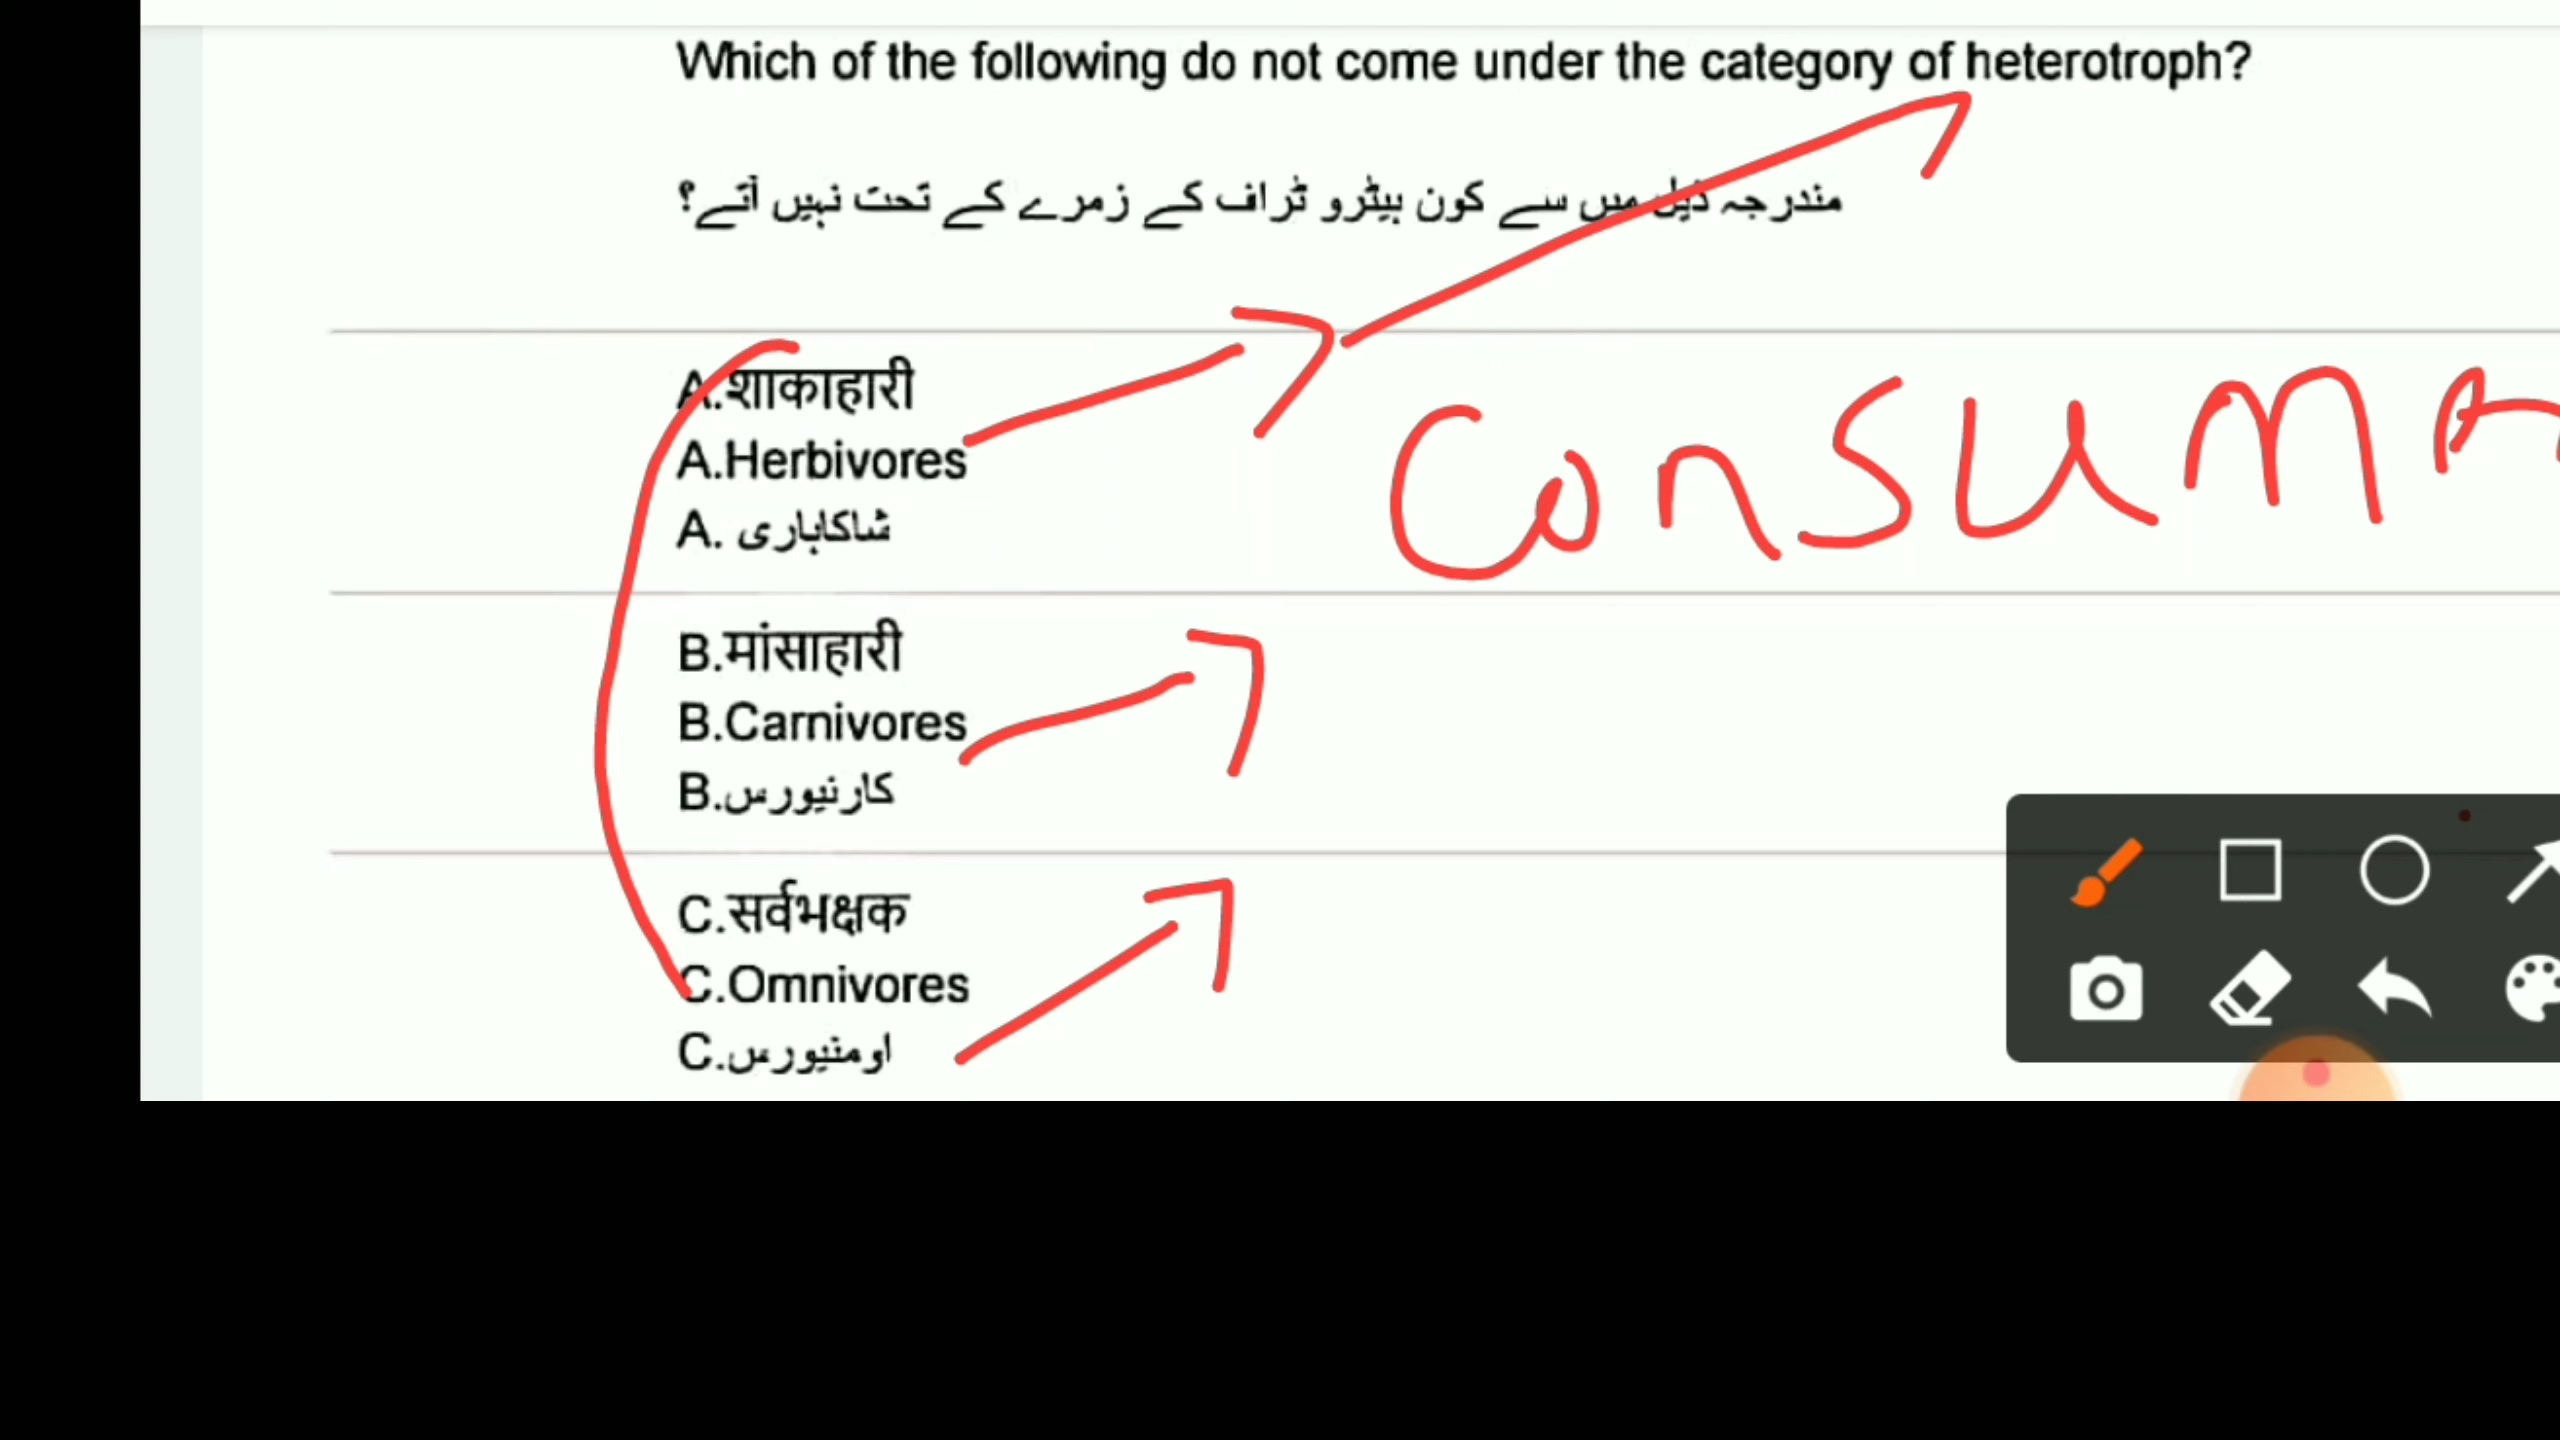 Which of the following do not come under the category of heterotroph?
مندرجہ ذیل میں سے کون ہیٹرو ٹراف کے زمرے کے تحت نہیں آتے؟
A.शाकाहारी
A.Herbivores
A. شاکاہاری
consume
B.मांसाहारी
B.Carnivores
B.کارنیورس
C.सर्वभक्षक
C.Omnivores
C.اومنیورس